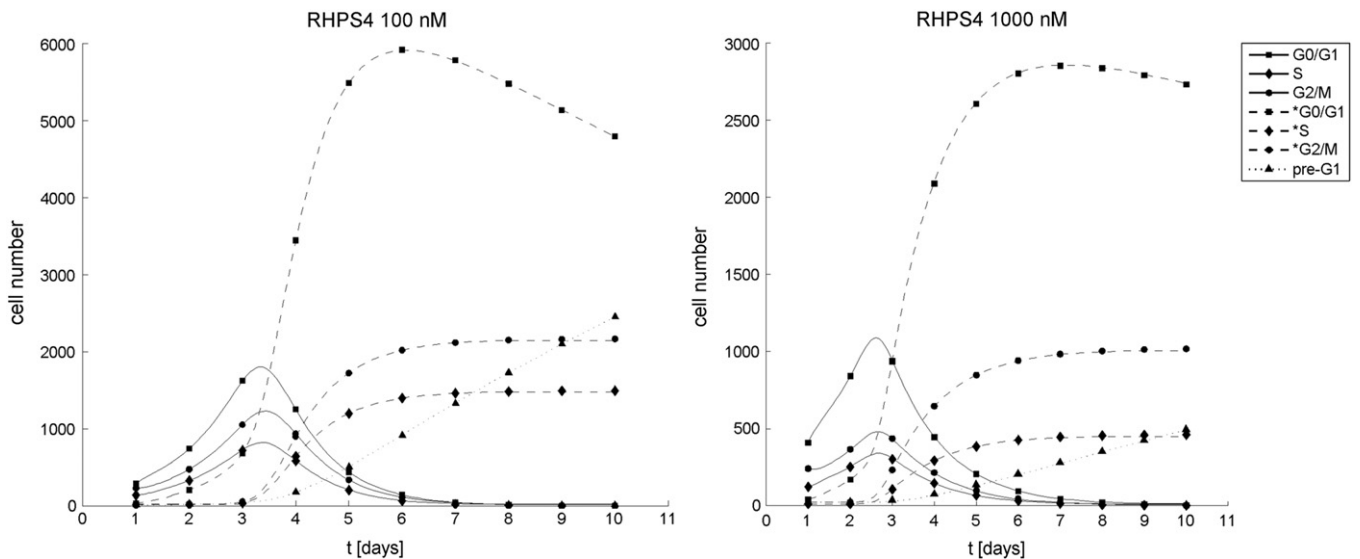 RHPS4 100 nM
6000
5000
4000
3000
2000
1000
0
cell number
0 1 2 3 4 5 6 7 8 9 10 11
t [days]
RHPS4 1000 nM
3000
2500
2000
1500
1000
500
0
cell number
0 1 2 3 4 5 6 7 8 9 10 11
t [days]
G0/G1
S
G2/M
*G0/G1
*S
*G2/M
pre-G1